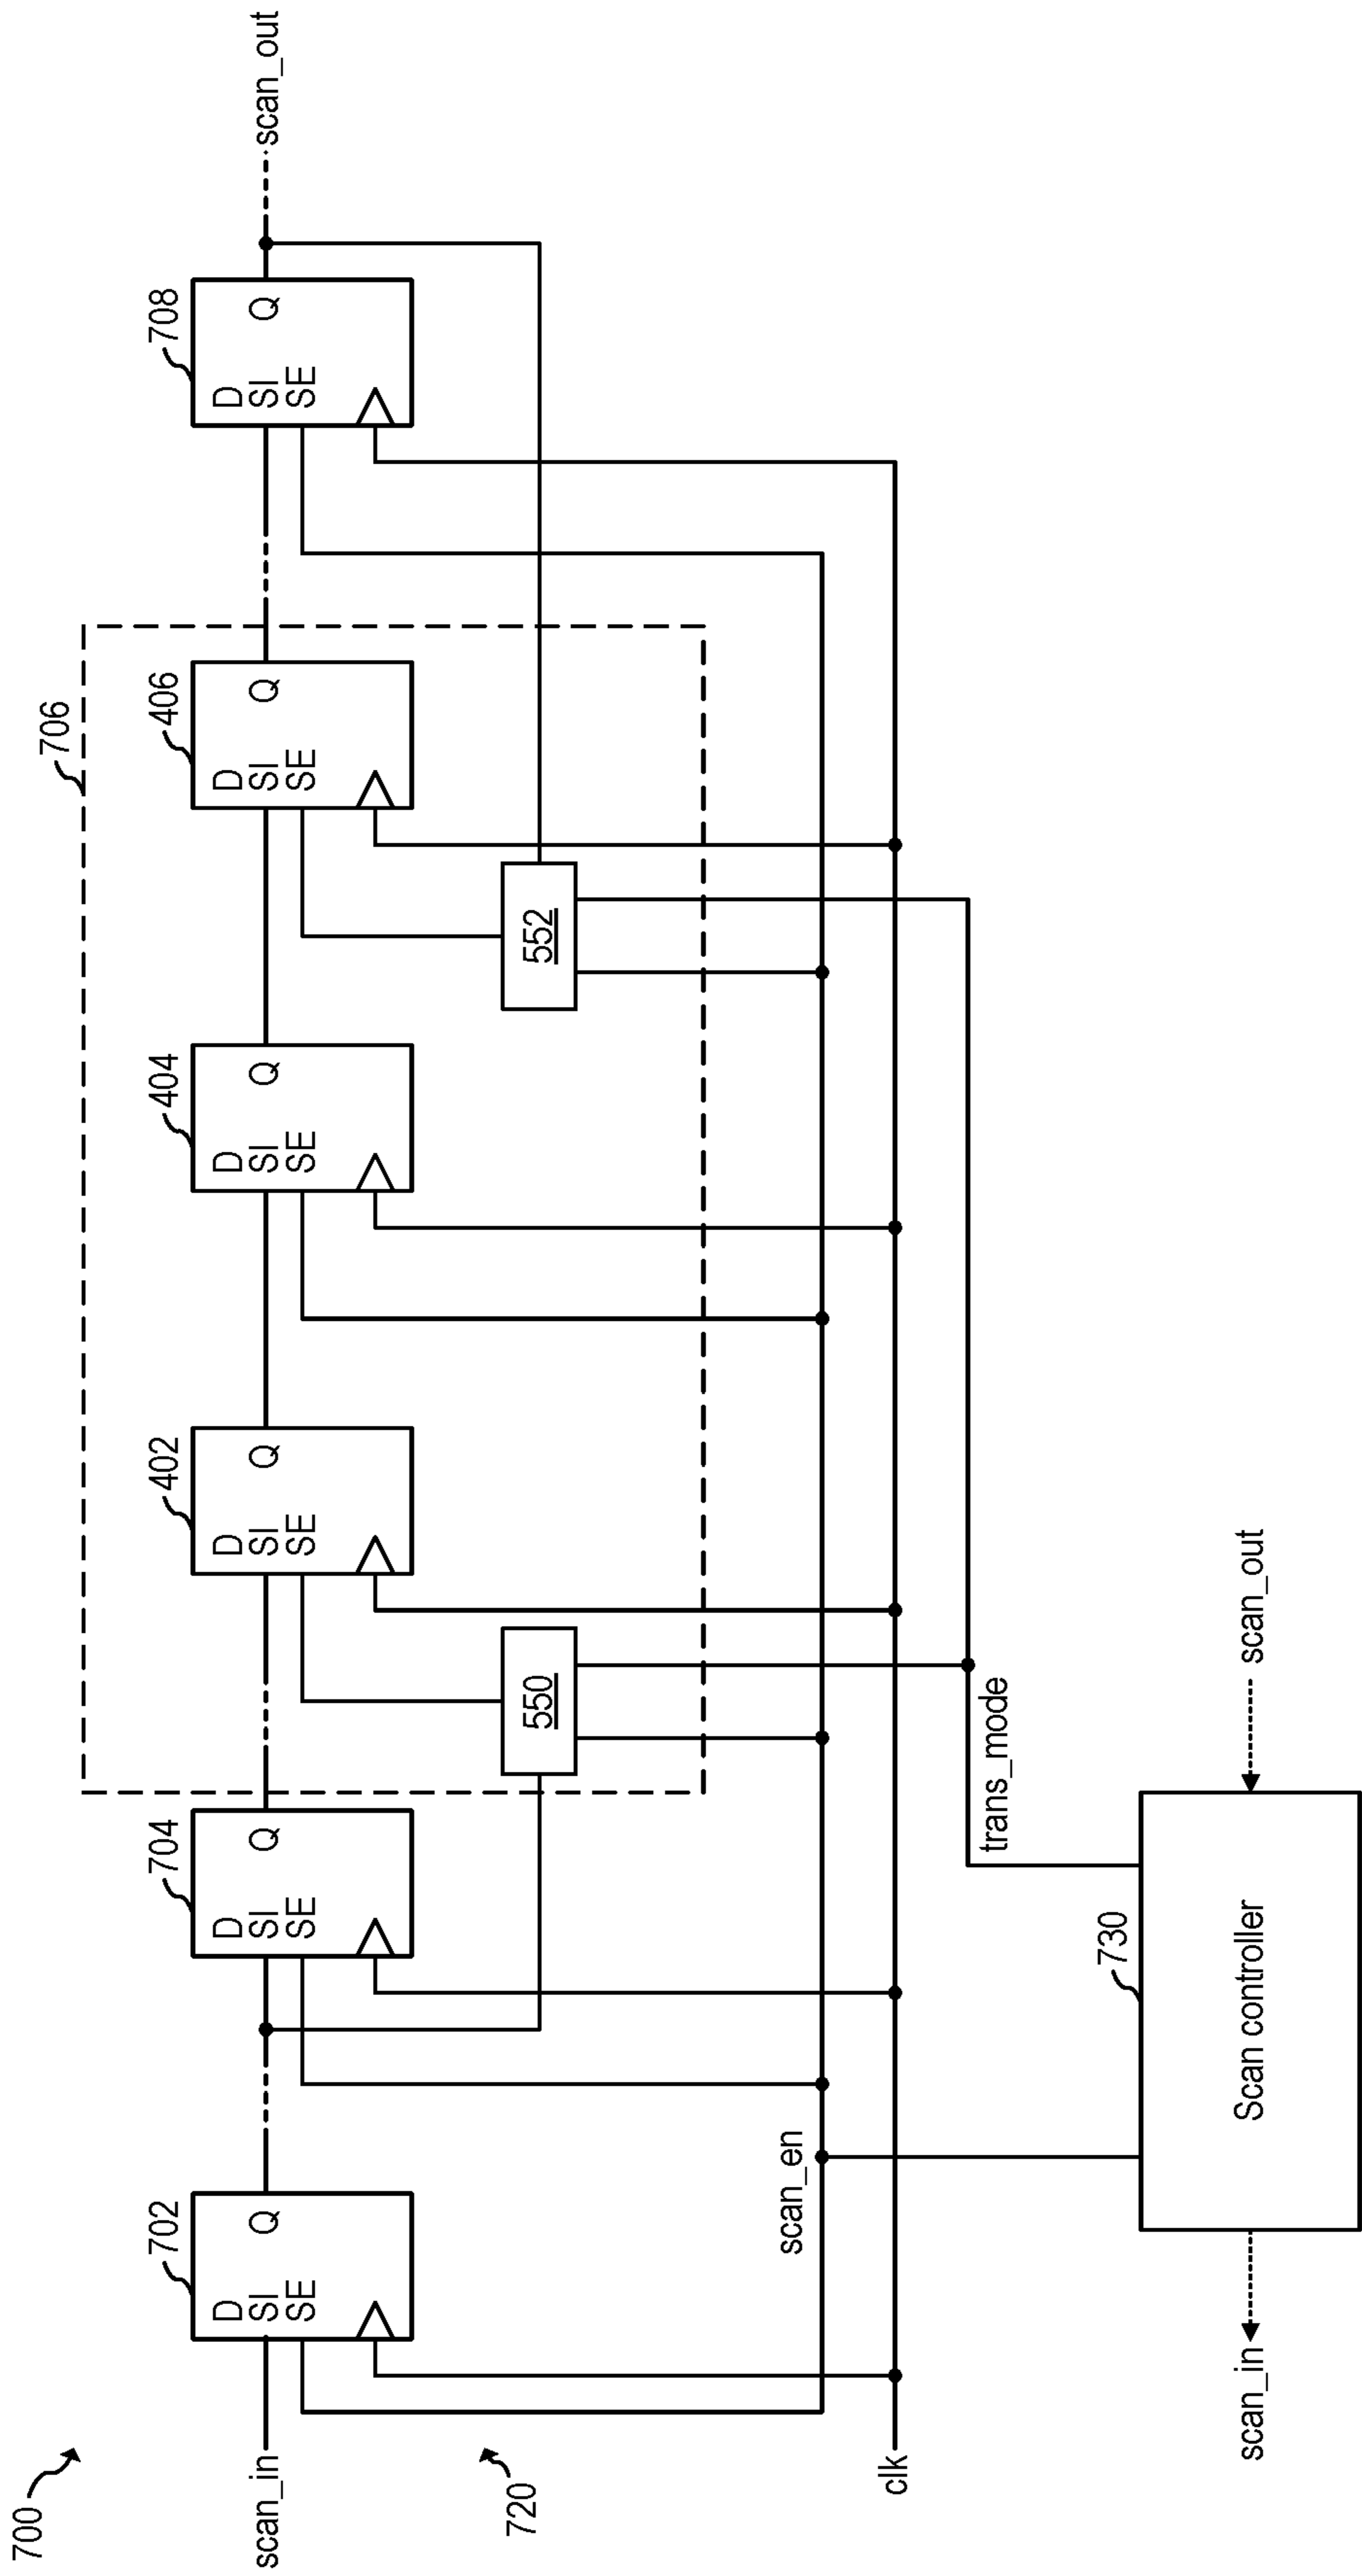 700
702
704
706
402
404
406
708
scan_in
D
SI
SE
Q
D
SI
SE
Q
D
SI
SE
Q
D
SI
SE
Q
D
SI
SE
Q
D
SI
SE
Q
scan_out
720
550
552
scan_en
clk
trans_mode
730
scan_in
Scan controller
scan_out